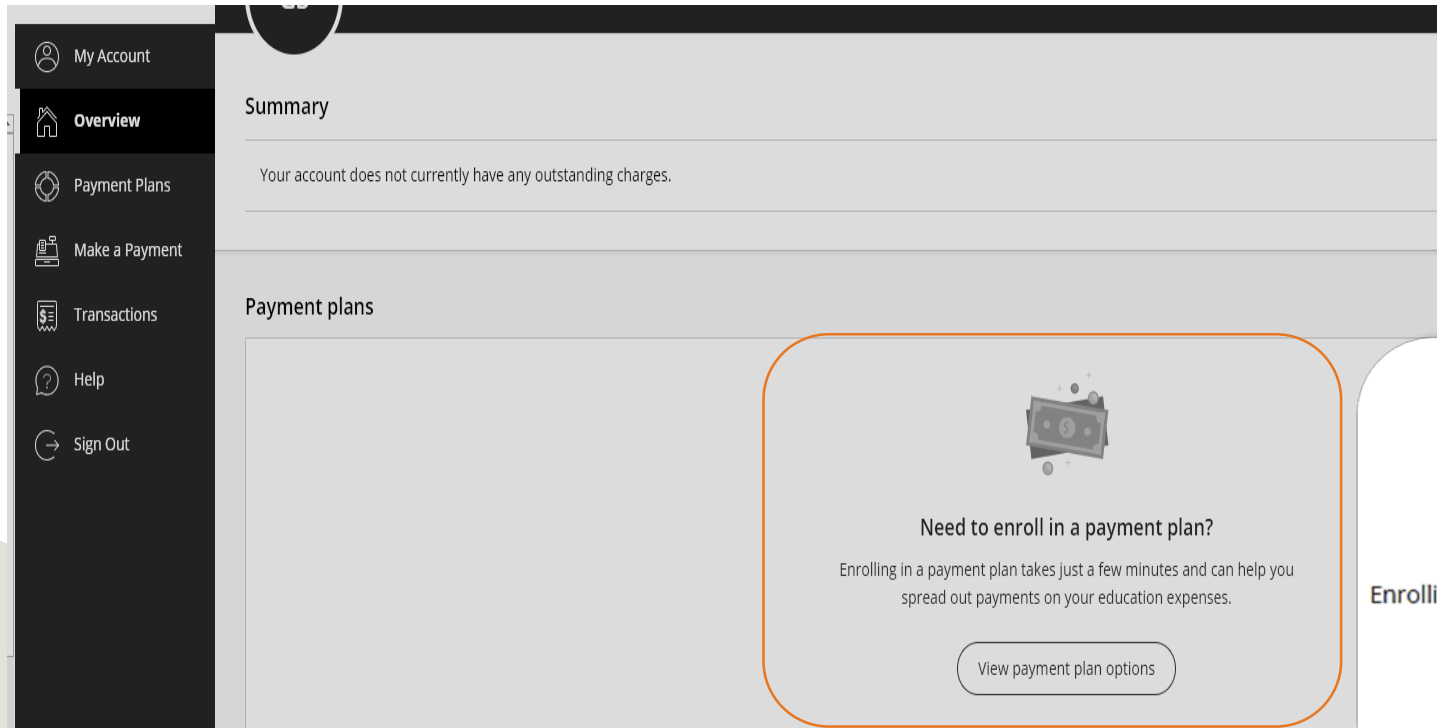 My Account
Overview
Payment Plans
Make a Payment
Transactions
Help
Sign Out
Summary
Your account does not currently have any outstanding charges.
Payment plans
Need to enroll in a payment plan?
Enrolling in a payment plan takes just a few minutes and can help you
spread out payments on your education expenses.
View payment plan options
Enrolli